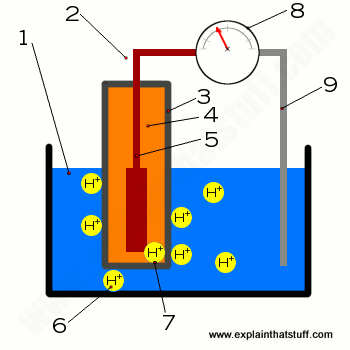 8
2
1
3
9
4
5
H⁺
H⁺
H⁺
H⁺
H⁺
H⁺
H⁺
H⁺
6
7
www.explainthatstuff.com